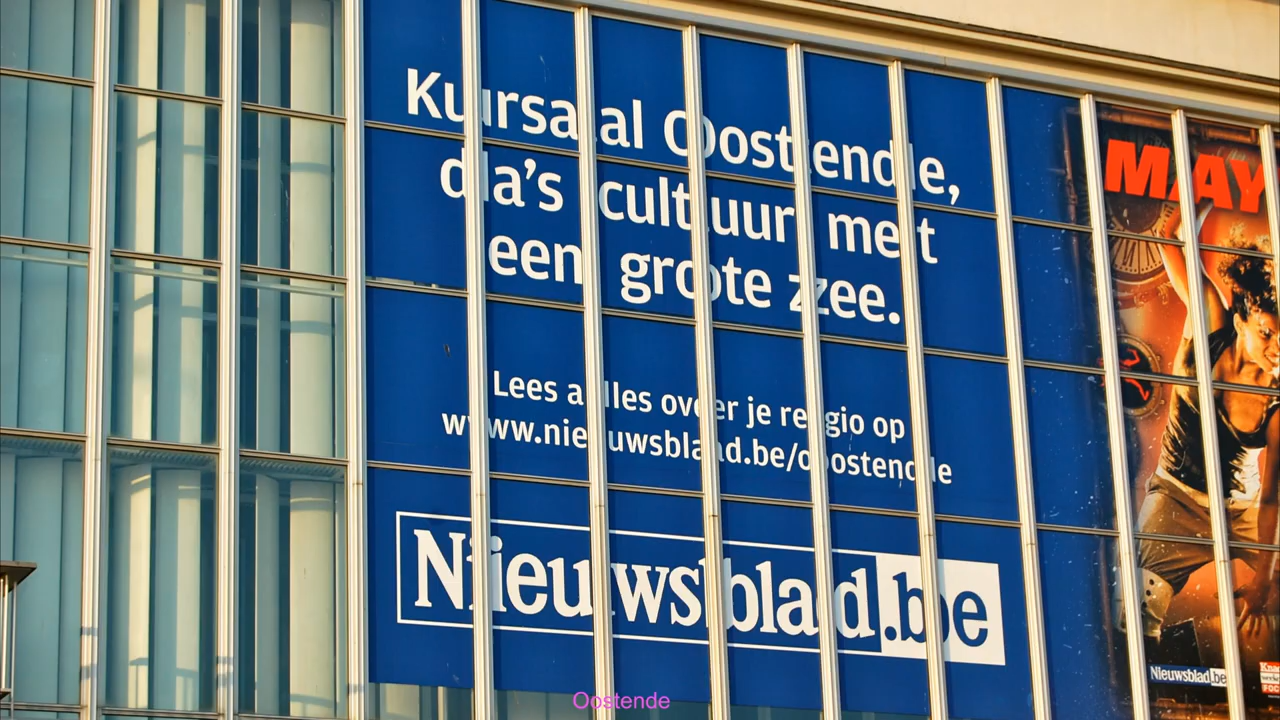 Kursaal Oostende,
da's cultuur met
een grote zee.
Lees alles over je regio op
www.nieuwsblad.be/oostende
Nieuwsblad.be
MAY
Nieuwsblad.be
Oostende